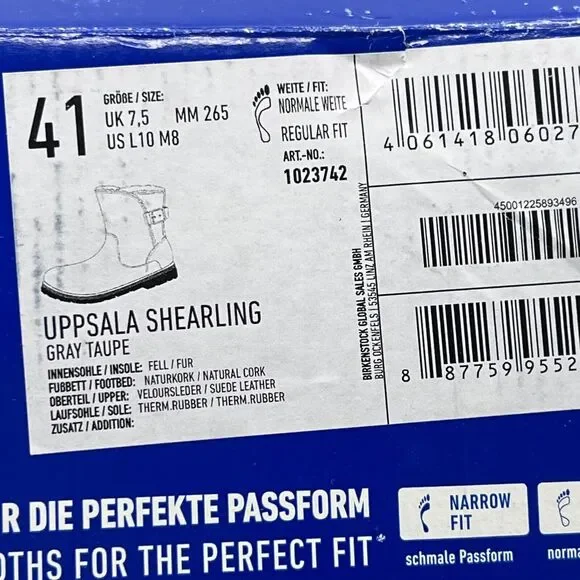 41
GRÖßE / SIZE:
UK 7,5 MM 265
US L10 M8
WEITE / FIT:
NORMALE WEITE
REGULAR FIT
ART.-NO.:
1023742
4 061418 06027
45001225893496
8 87759 9552
UPPSALA SHEARLING
GRAY TAUPE
INNENSOHLE / INSOLE: FELL / FUR
FUßBETT / FOOTBED: NATURKORK / NATURAL CORK
OBERTEIL / UPPER: VELOURSLEDER / SUEDE LEATHER
LAUFSOHLE / SOLE: THERM.RUBBER / THERM.RUBBER
ZUSATZ / ADDITION:
BIRKENSTOCK GLOBAL SALES GMBH
BURG OCKENFELS | 53545 LINZ AM RHEIN | GERMANY
R DIE PERFEKTE PASSFORM
OTHS FOR THE PERFECT FIT*
NARROW
FIT
schmale Passform
norma